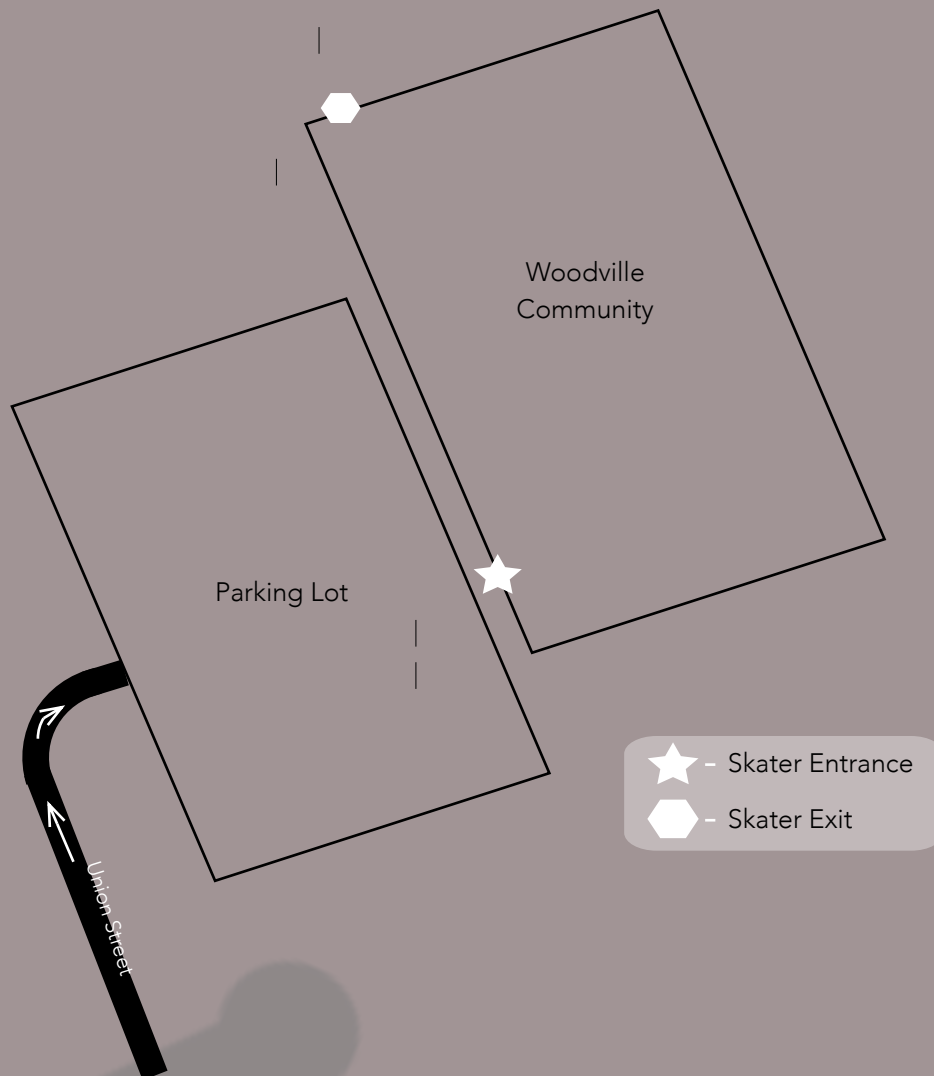 Woodville
Community
Parking Lot
– Skater Entrance
– Skater Exit
Union Street